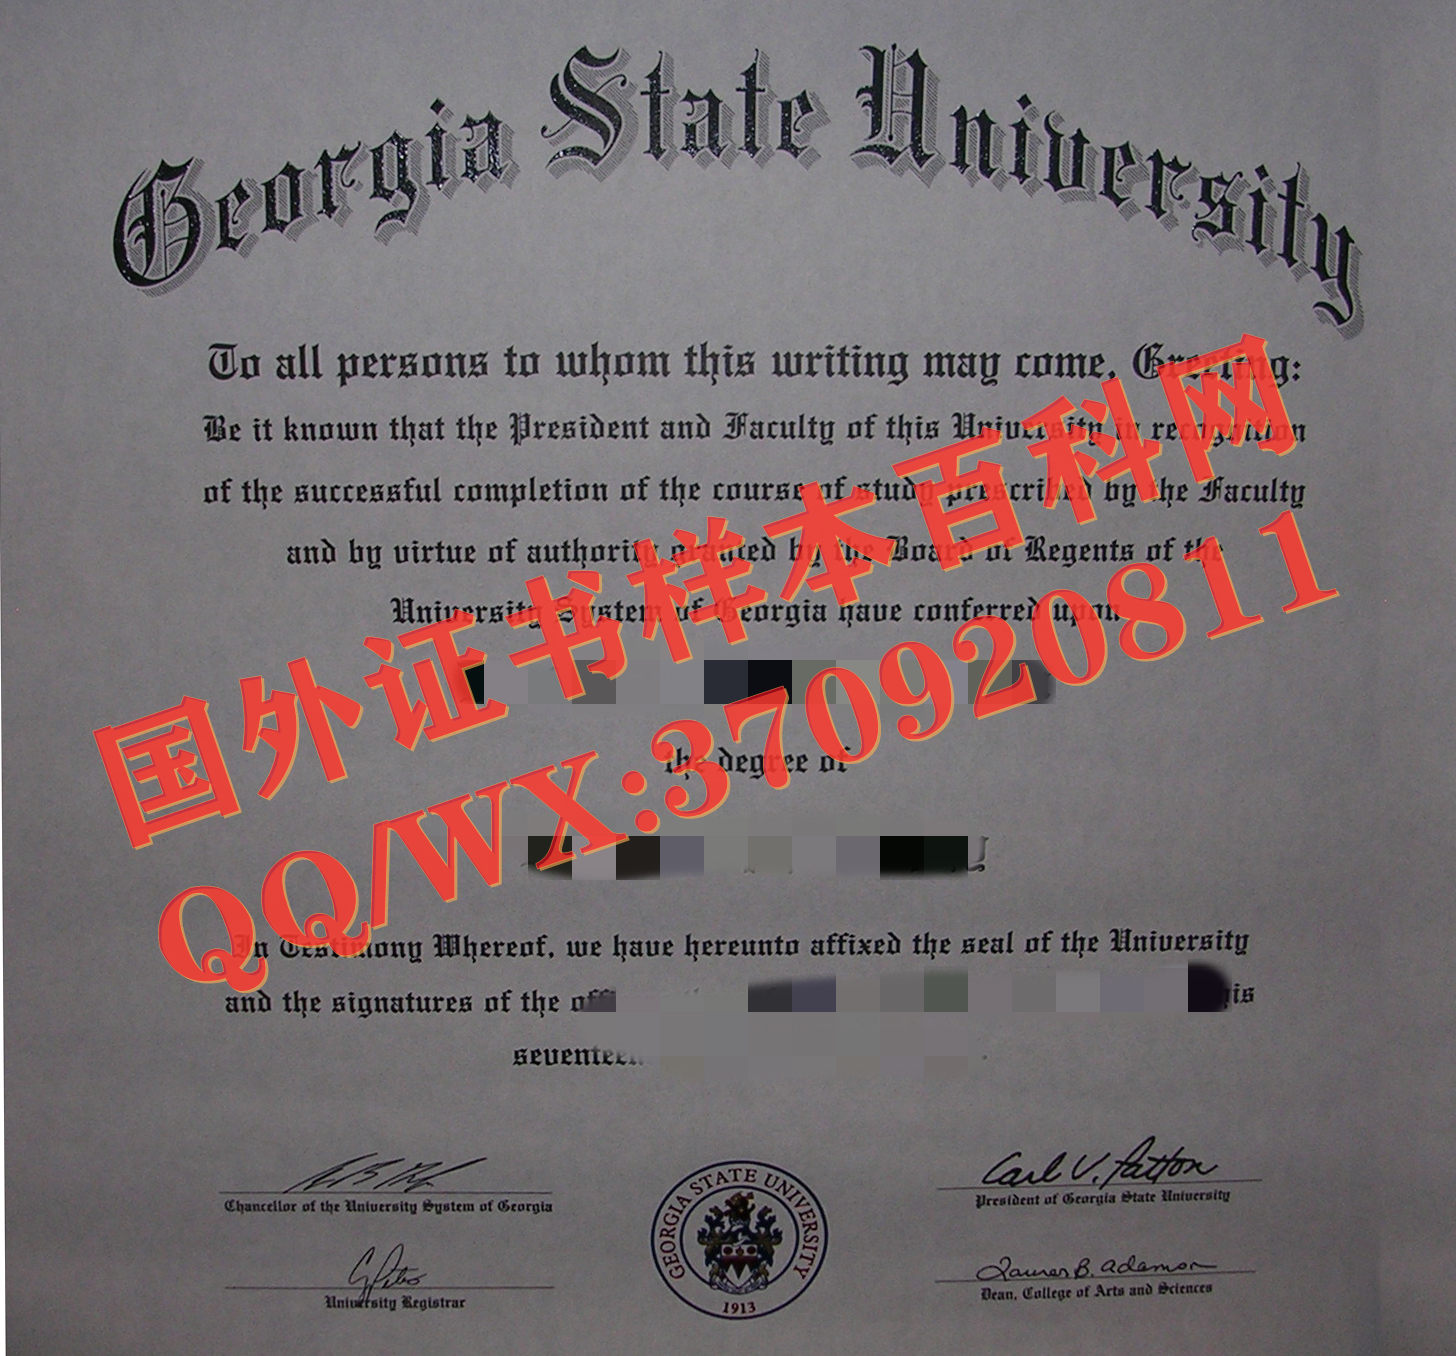 Georgia State University
To all persons to whom this writing may come, Greeting:
Be it known that the President and Faculty of this University in recognition
of the successful completion of the course of study prescribed by the Faculty
and by virtue of authority granted by the Board of Regents of the
University System of Georgia have conferred upon
the degree of
In Testimony Whereof, we have hereunto affixed the seal of the University
and the signatures of the
seventeen
国外证书样本百科网
QQ/WX:370920811
Carl V. Patton
Chancellor of the University System of Georgia
President of Georgia State University
Lauren B. Adamson
University Registrar
Dean, College of Arts and Sciences
GEORGIA STATE UNIVERSITY
1913